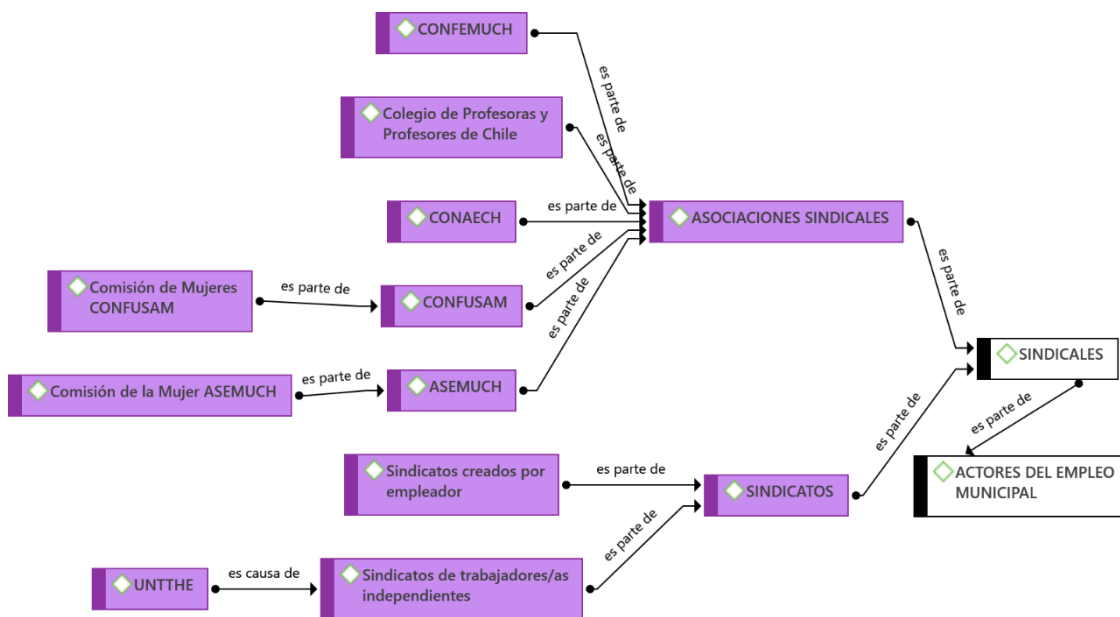 CONFEMUCH
es parte de
Colegio de Profesoras y
Profesores de Chile
es parte de
CONAECH
es parte de
ASOCIACIONES SINDICALES
Comisión de Mujeres
CONFUSAM
es parte de
CONFUSAM
es parte de
es parte de
Comisión de la Mujer ASEMUCH
es parte de
ASEMUCH
es parte de
SINDICALES
es parte de
ACTORES DEL EMPLEO
MUNICIPAL
Sindicatos creados por
empleador
es parte de
SINDICATOS
es parte de
UNTTHE
es causa de
Sindicatos de trabajadores/as
independientes
es parte de